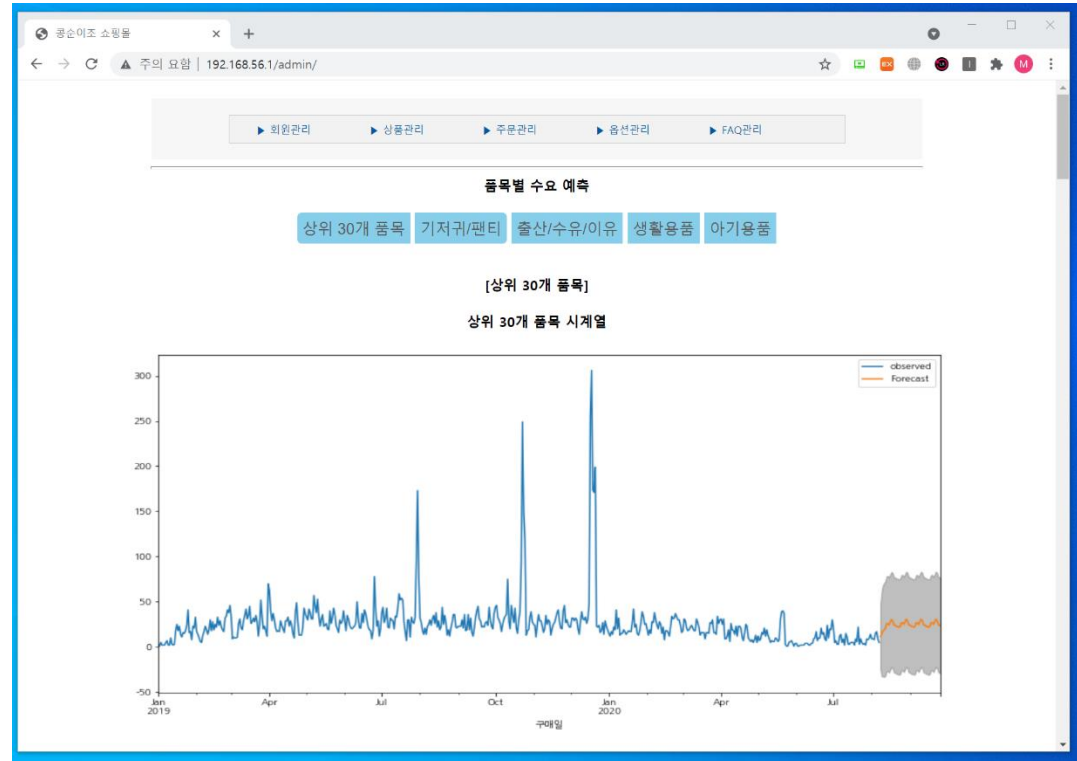 콩순이조 쇼핑몰
주의 요함 | 192.168.56.1/admin/
EX
M
▶ 회원관리 ▶ 상품관리 ▶ 주문관리 ▶ 옵션관리 ▶ FAQ관리
품목별 수요 예측
상위 30개 품목 기저귀/팬티 출산/수유/이유 생활용품 아기용품
[상위 30개 품목]
상위 30개 품목 시계열
observed
Forecast
300
250
200
150
100
50
0
-50
Jan Apr Jul Oct Jan Apr Jul
2019 2020
구매일